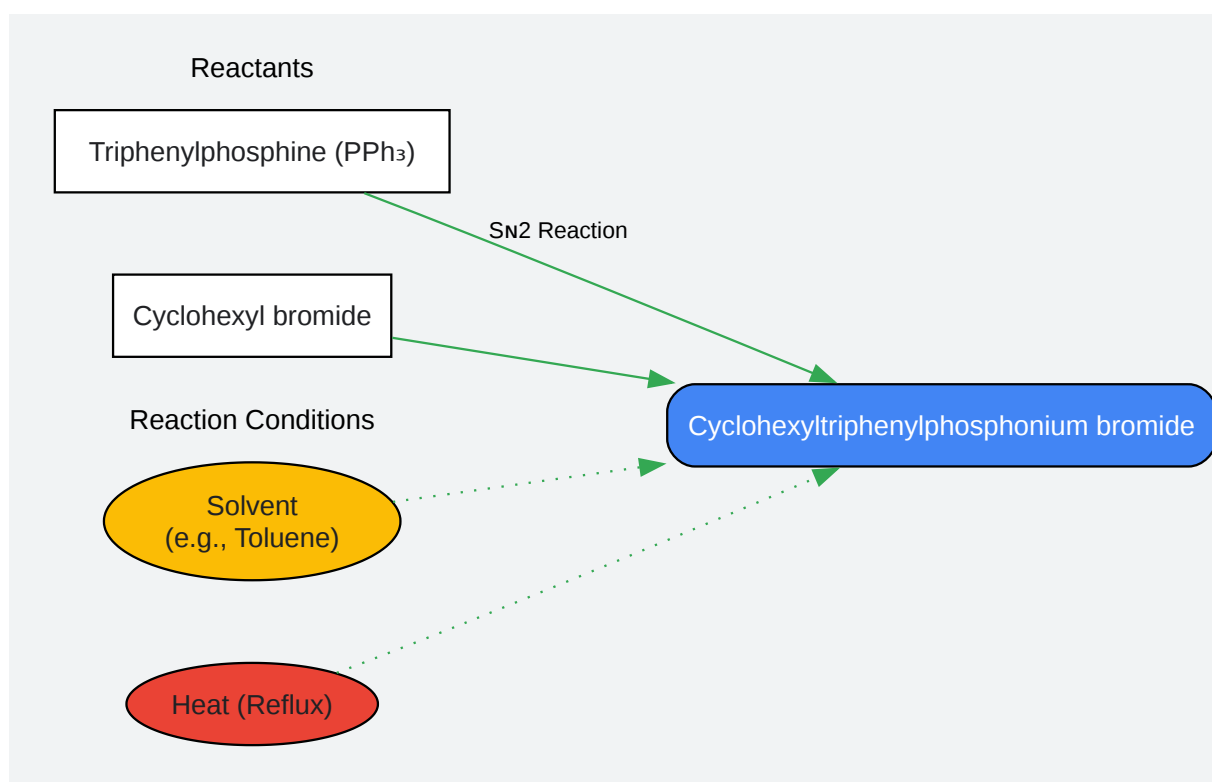 Reactants
Triphenylphosphine (PPh₃)
Sɴ2 Reaction
Cyclohexyl bromide
Cyclohexyltriphenylphosphonium bromide
Reaction Conditions
Solvent
(e.g., Toluene)
Heat (Reflux)